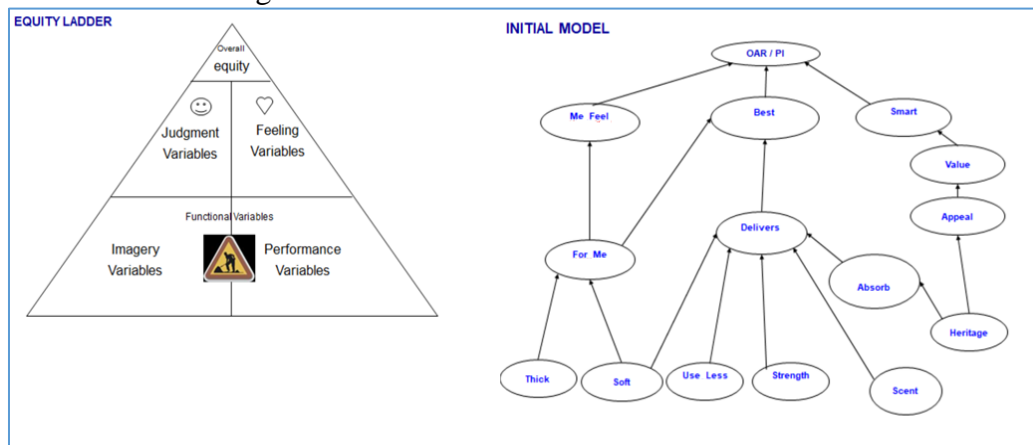 EQUITY LADDER
Overall
equity
Judgment
Variables
Feeling
Variables
Functional Variables
Imagery
Variables
Performance
Variables
INITIAL MODEL
OAR / PI
Me Feel
Best
Smart
Value
Appeal
Delivers
For Me
Absorb
Heritage
Thick
Soft
Use Less
Strength
Scent